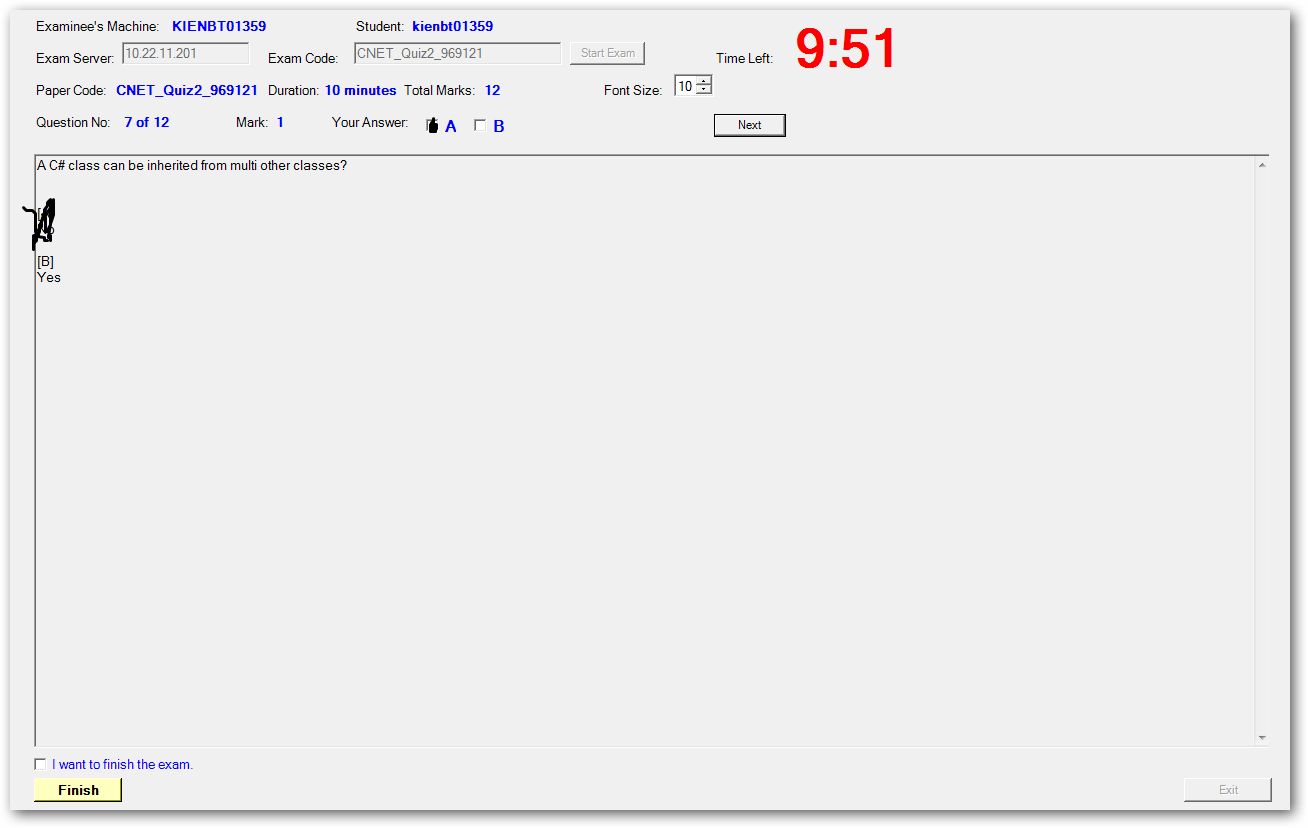 Examinee's Machine: KIENBT01359 Student: kienbt01359
Exam Server: 10.22.11.201 Exam Code: CNET_Quiz2_969121 Start Exam Time Left: 9:51
Paper Code: CNET_Quiz2_969121 Duration: 10 minutes Total Marks: 12 Font Size: 10
Question No: 7 of 12 Mark: 1 Your Answer: A B Next
A C# class can be inherited from multi other classes?
[B]
Yes
I want to finish the exam.
Finish Exit